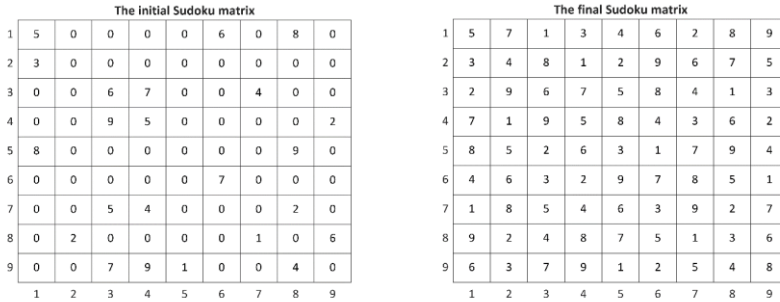 The initial Sudoku matrix
1 5 0 0 0 0 6 0 8 0
2 3 0 0 0 0 0 0 0 0
3 0 0 6 7 0 0 4 0 0
4 0 0 9 5 0 0 0 0 2
5 8 0 0 0 0 0 0 9 0
6 0 0 0 0 0 7 0 0 0
7 0 0 5 4 0 0 0 2 0
8 0 2 0 0 0 0 1 0 6
9 0 0 7 9 1 0 0 4 0
1 2 3 4 5 6 7 8 9
The final Sudoku matrix
1 5 7 1 3 4 6 2 8 9
2 3 4 8 1 2 9 6 7 5
3 2 9 6 7 5 8 4 1 3
4 7 1 9 5 8 4 3 6 2
5 8 5 2 6 3 1 7 9 4
6 4 6 3 2 9 7 8 5 1
7 1 8 5 4 6 3 9 2 7
8 9 2 4 8 7 5 1 3 6
9 6 3 7 9 1 2 5 4 8
1 2 3 4 5 6 7 8 9